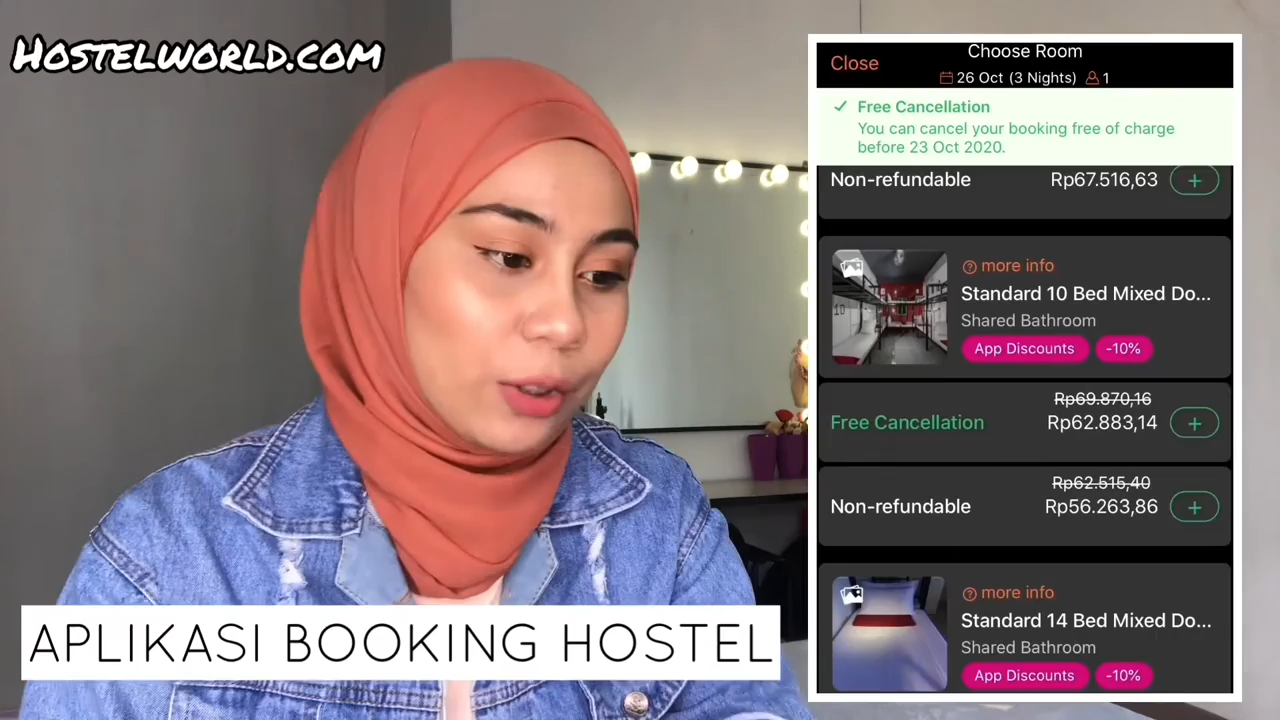 HOSTELWORLD.COM
Close
Choose Room
26 Oct (3 Nights) 1
Free Cancellation
You can cancel your booking free of charge
before 23 Oct 2020.
Non-refundable Rp67.516,63 +
more info
Standard 10 Bed Mixed Do...
Shared Bathroom
App Discounts -10%
Rp69.870,16
Free Cancellation Rp62.883,14 +
Rp62.515,40
Non-refundable Rp56.263,86 +
more info
Standard 14 Bed Mixed Do...
Shared Bathroom
App Discounts -10%
APLIKASI BOOKING HOSTEL